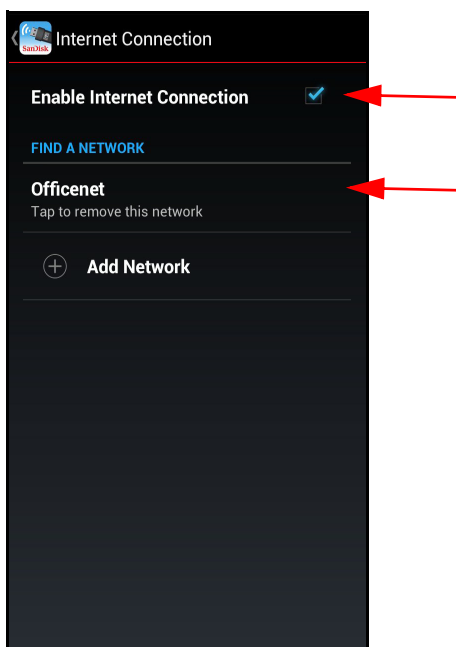 SanDisk
Internet Connection
Enable Internet Connection
FIND A NETWORK
Officenet
Tap to remove this network
Add Network